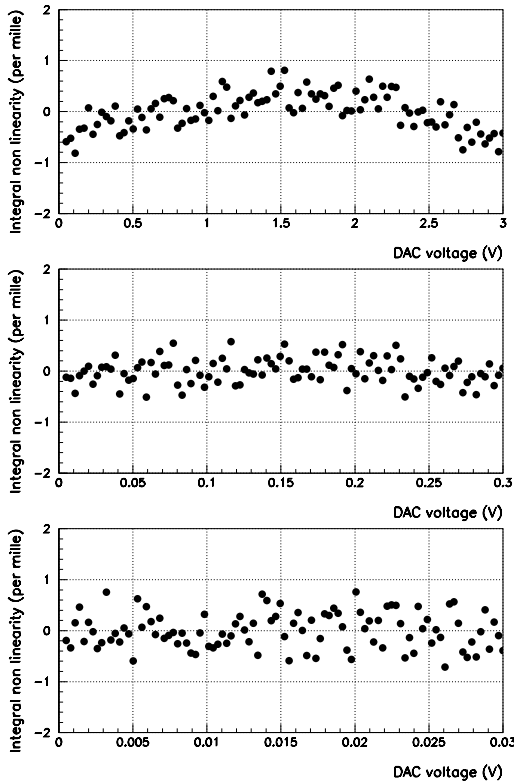 Integral non linearity (per mille)
2
1
0
−1
−2
0 0.5 1 1.5 2 2.5 3
DAC voltage (V)
Integral non linearity (per mille)
2
1
0
−1
−2
0 0.05 0.1 0.15 0.2 0.25 0.3
DAC voltage (V)
Integral non linearity (per mille)
2
1
0
−1
−2
0 0.005 0.01 0.015 0.02 0.025 0.03
DAC voltage (V)